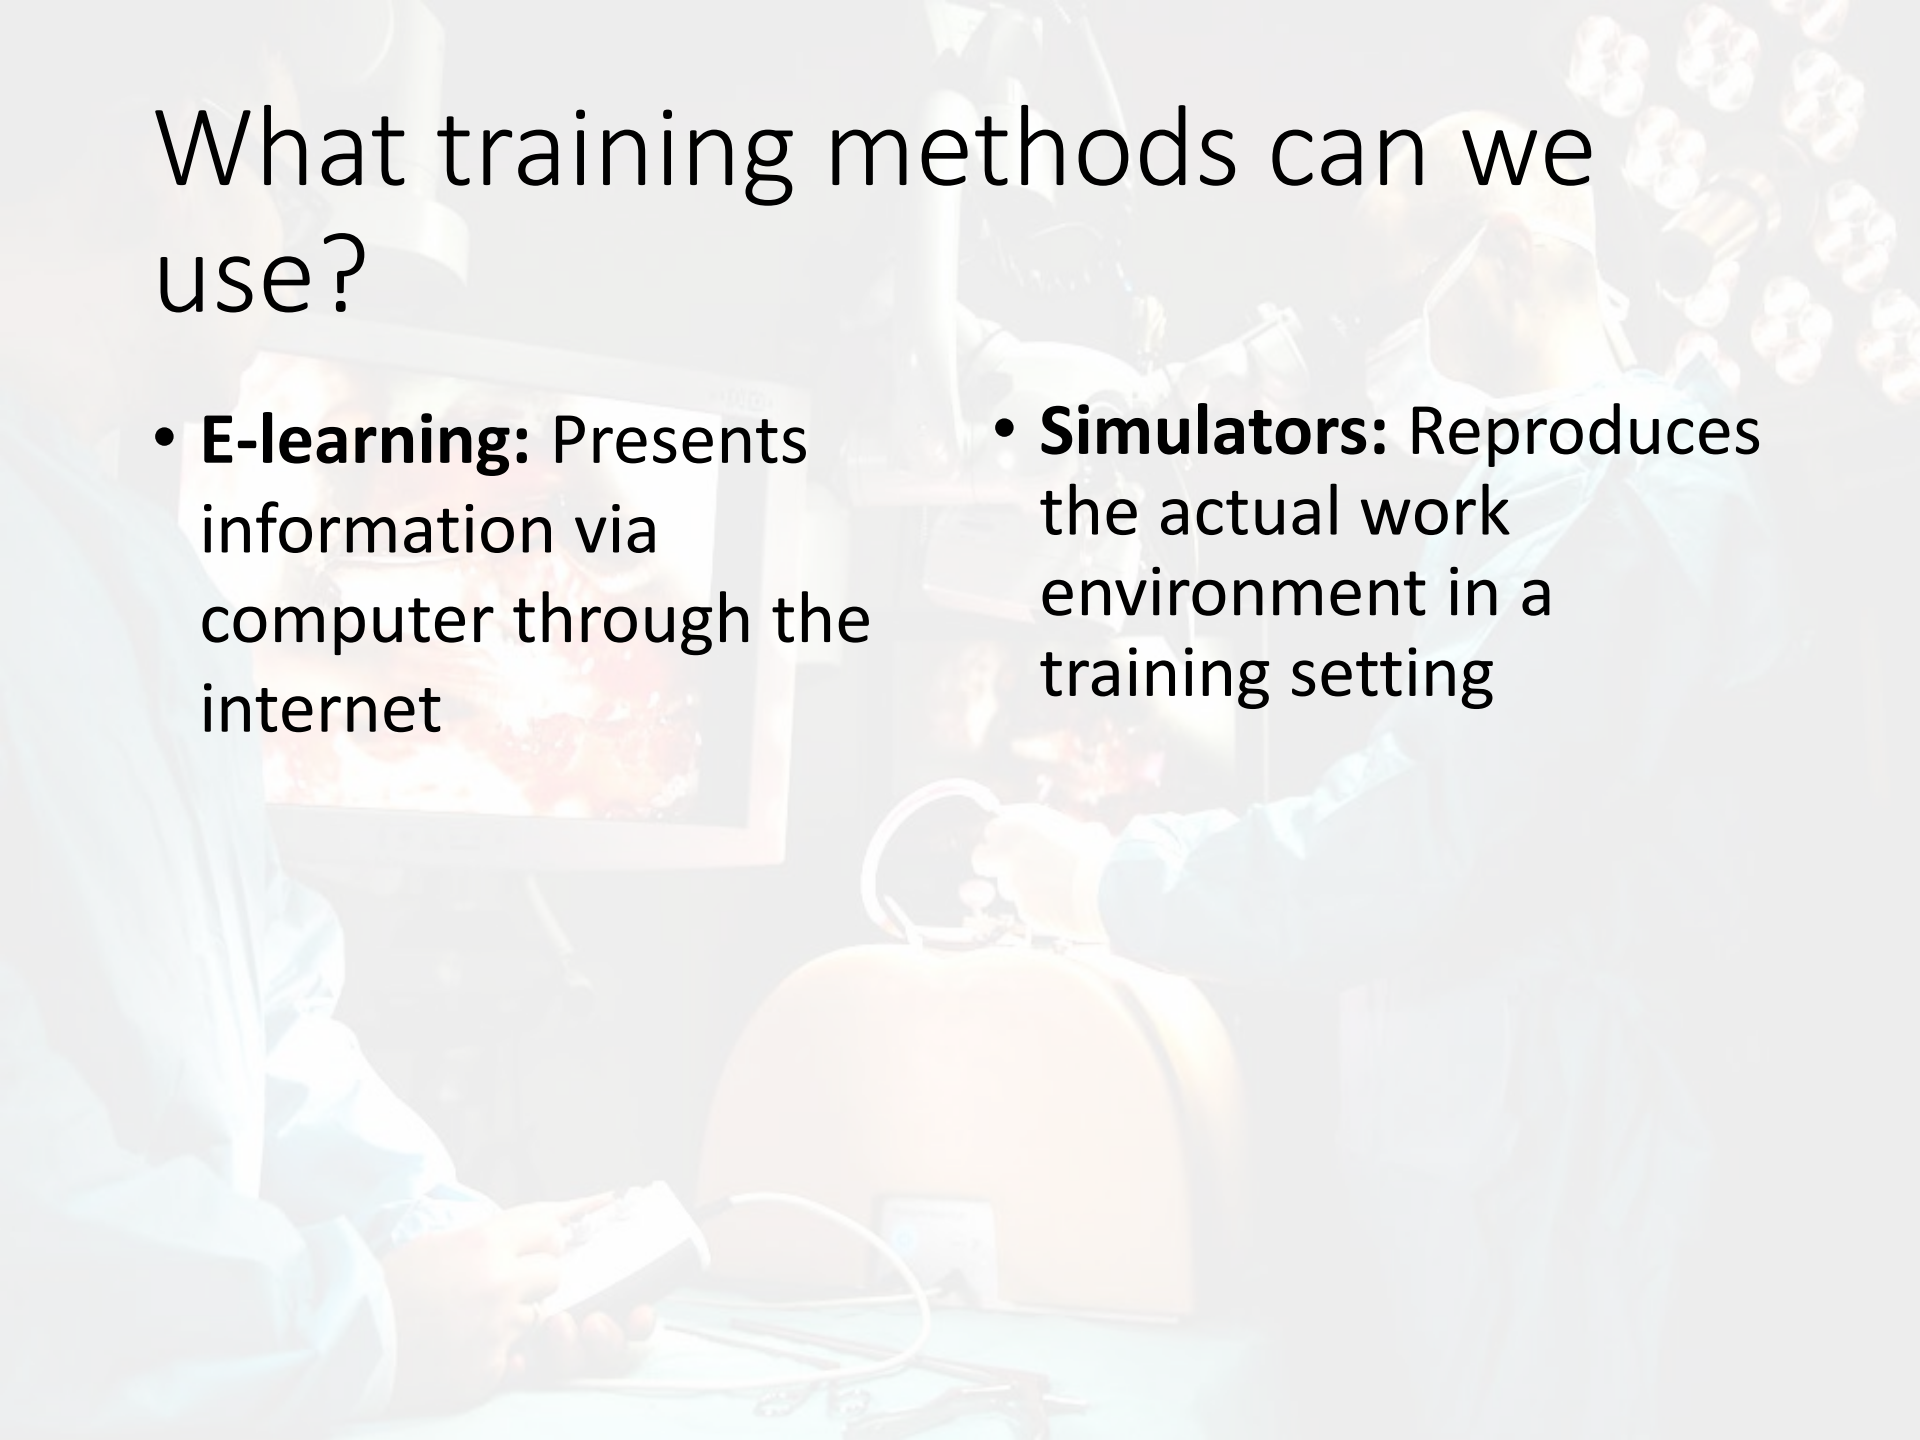 What training methods can we
use?
• E-learning: Presents
information via
computer through the
internet
• Simulators: Reproduces
the actual work
environment in a
training setting